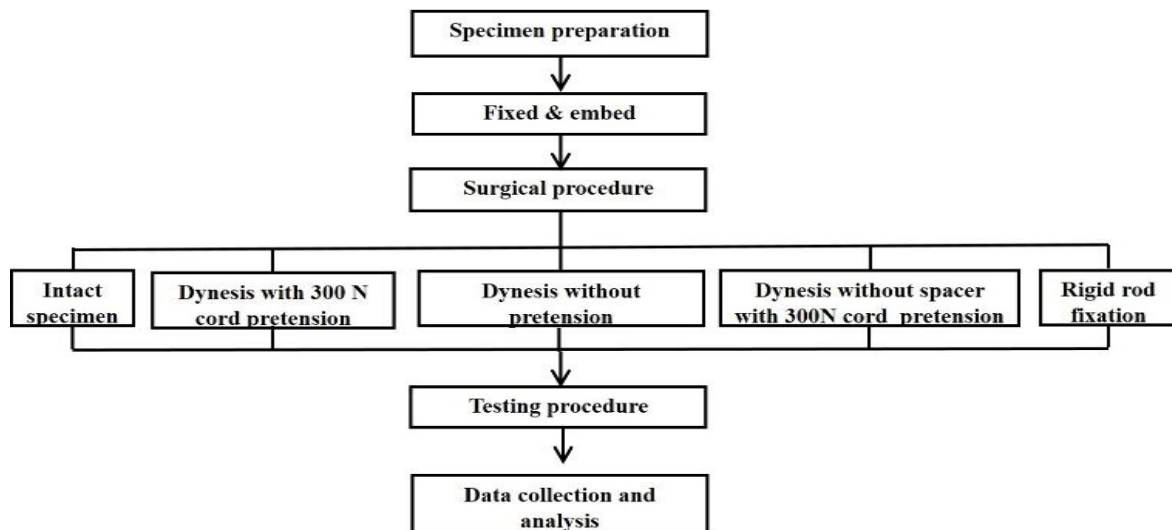 Specimen preparation
Fixed & embed
Surgical procedure
Intact
specimen
Dynesis with 300 N
cord pretension
Dynesis without
pretension
Dynesis without spacer
with 300N cord pretension
Rigid rod
fixation
Testing procedure
Data collection and
analysis